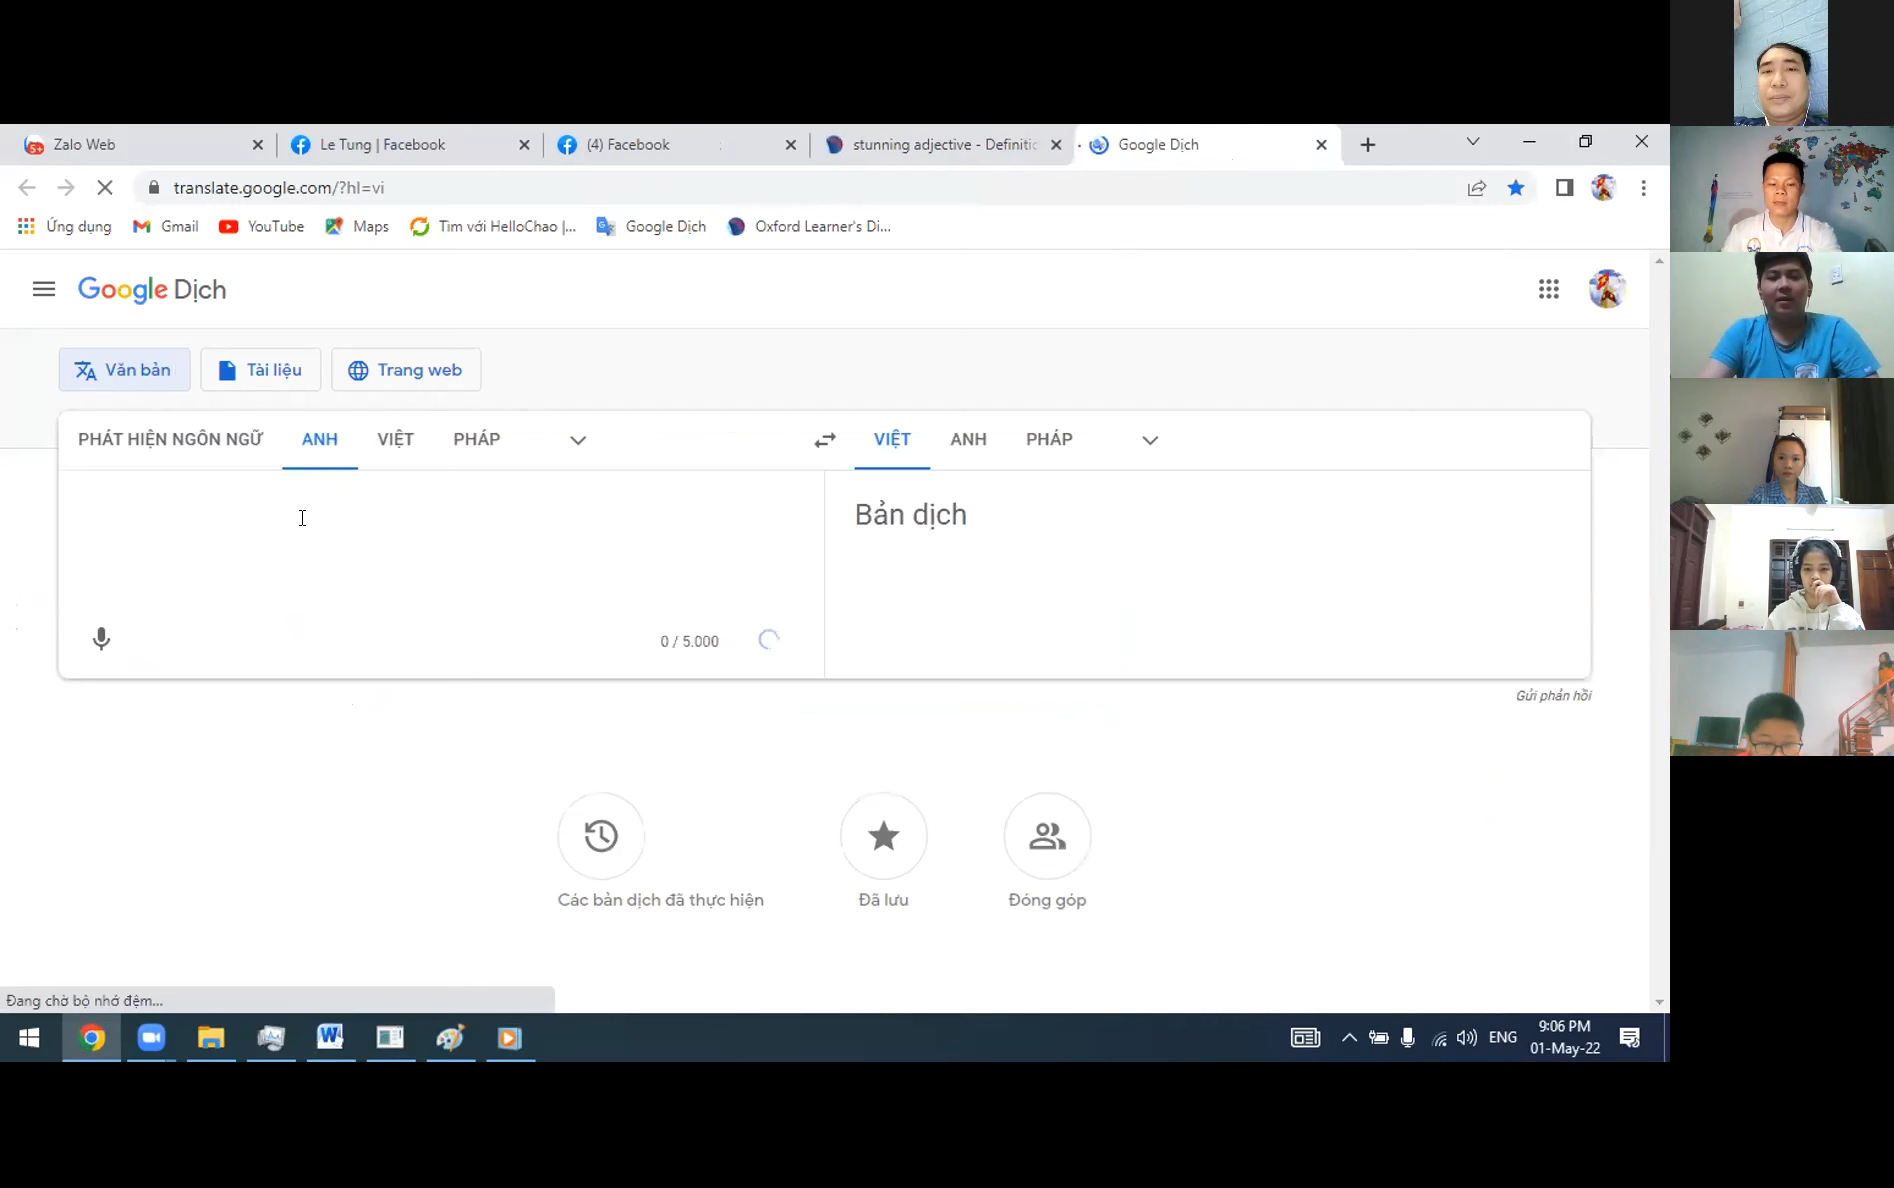 Zalo Web
Le Tung | Facebook
(4) Facebook
stunning adjective - Definitic
Google Dịch
translate.google.com/?hl=vi
Ứng dụng
Gmail
YouTube
Maps
Tìm với HelloChao |...
Google Dịch
Oxford Learner's Di...
Google Dịch
Văn bản
Tài liệu
Trang web
PHÁT HIỆN NGÔN NGỮ
ANH
VIỆT
PHÁP
VIỆT
ANH
PHÁP
Bản dịch
0 / 5.000
Gửi phản hồi
Các bản dịch đã thực hiện
Đã lưu
Đóng góp
Đang chờ bộ nhớ đệm...
ENG
9:06 PM
01-May-22